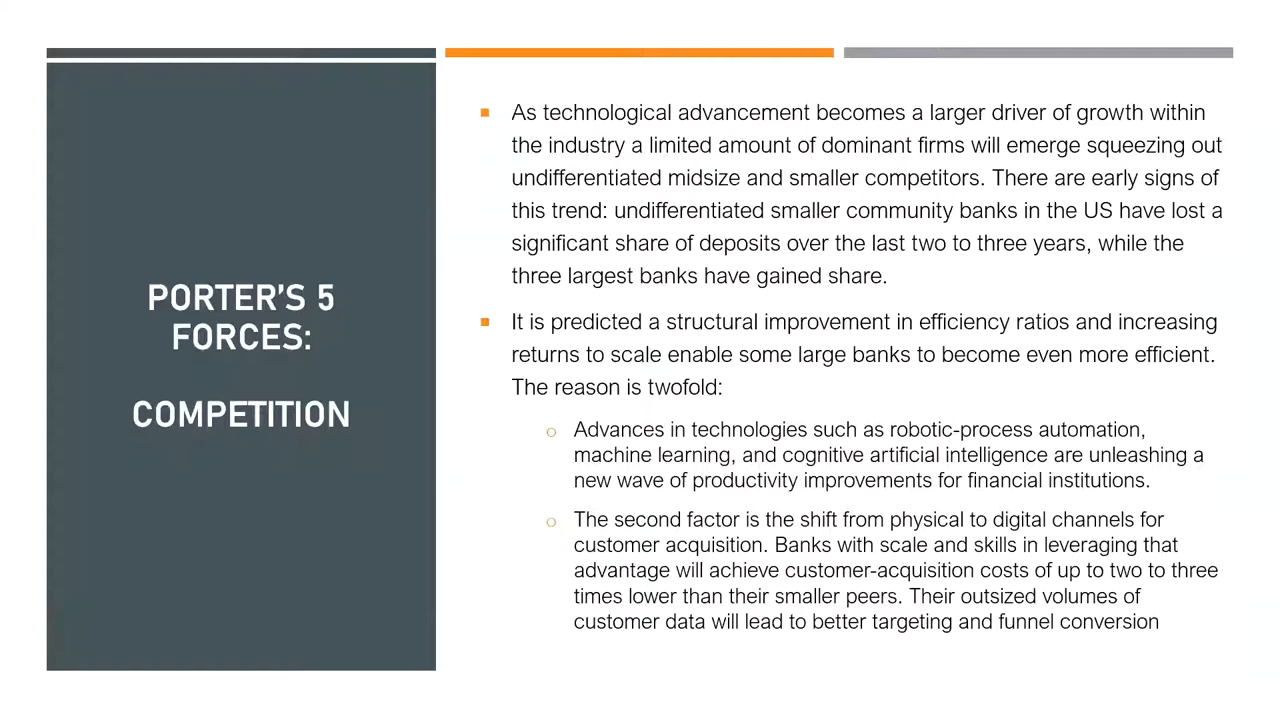 PORTER'S 5
FORCES:
COMPETITION
As technological advancement becomes a larger driver of growth within
the industry a limited amount of dominant firms will emerge squeezing out
undifferentiated midsize and smaller competitors. There are early signs of
this trend: undifferentiated smaller community banks in the US have lost a
significant share of deposits over the last two to three years, while the
three largest banks have gained share.
It is predicted a structural improvement in efficiency ratios and increasing
returns to scale enable some large banks to become even more efficient.
The reason is twofold:
Advances in technologies such as robotic-process automation,
machine learning, and cognitive artificial intelligence are unleashing a
new wave of productivity improvements for financial institutions.
The second factor is the shift from physical to digital channels for
customer acquisition. Banks with scale and skills in leveraging that
advantage will achieve customer-acquisition costs of up to two to three
times lower than their smaller peers. Their outsized volumes of
customer data will lead to better targeting and funnel conversion